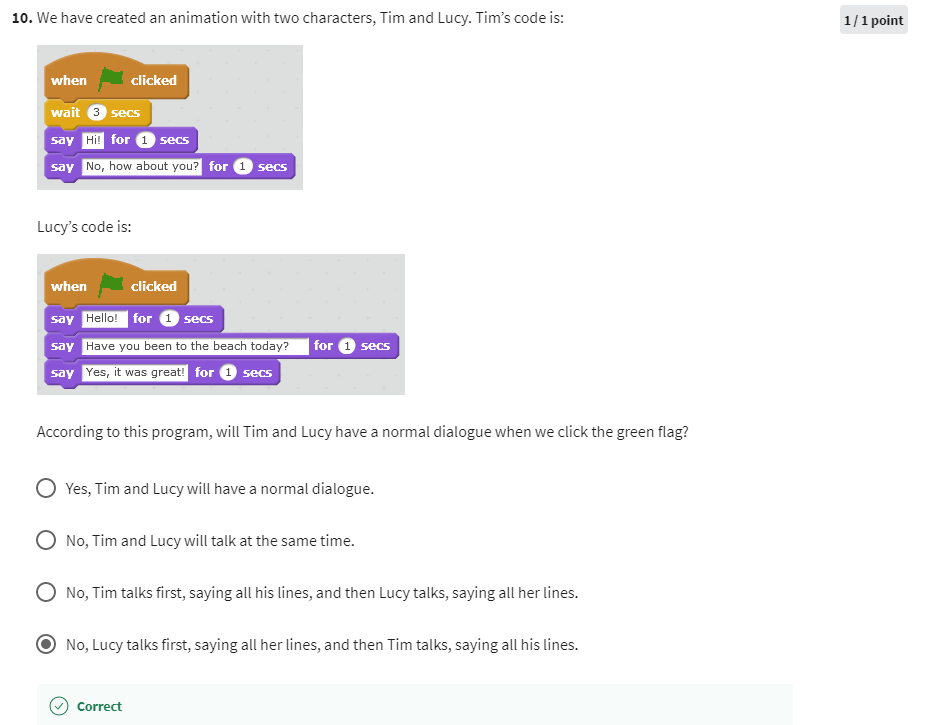 10. We have created an animation with two characters, Tim and Lucy. Tim’s code is:
1 / 1 point
when clicked
wait 3 secs
say Hi! for 1 secs
say No, how about you? for 1 secs
Lucy’s code is:
when clicked
say Hello! for 1 secs
say Have you been to the beach today? for 1 secs
say Yes, it was great! for 1 secs
According to this program, will Tim and Lucy have a normal dialogue when we click the green flag?
Yes, Tim and Lucy will have a normal dialogue.
No, Tim and Lucy will talk at the same time.
No, Tim talks first, saying all his lines, and then Lucy talks, saying all her lines.
No, Lucy talks first, saying all her lines, and then Tim talks, saying all his lines.
Correct